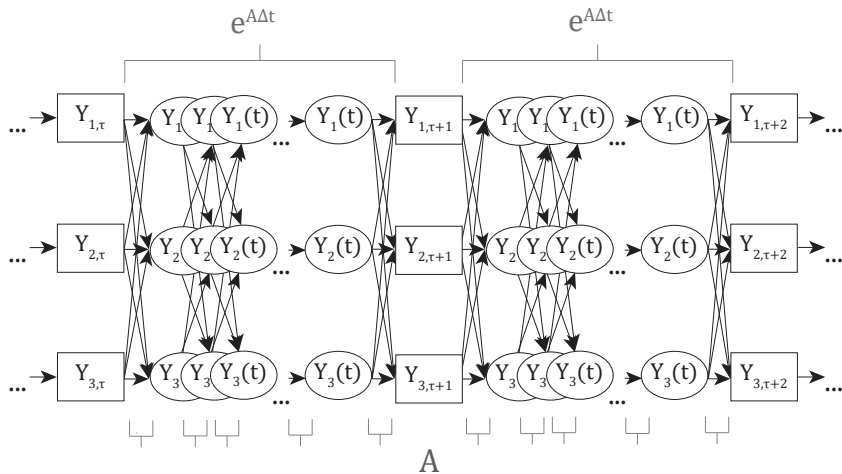 e^{AΔt} e^{AΔt}
... Y_{1,τ} Y_1 Y_1 Y_1(t) ... Y_1(t) Y_{1,τ+1} Y_1 Y_1 Y_1(t) ... Y_1(t) Y_{1,τ+2} ...
... Y_{2,τ} Y_2 Y_2 Y_2(t) ... Y_2(t) Y_{2,τ+1} Y_2 Y_2 Y_2(t) ... Y_2(t) Y_{2,τ+2} ...
... Y_{3,τ} Y_3 Y_3 Y_3(t) ... Y_3(t) Y_{3,τ+1} Y_3 Y_3 Y_3(t) ... Y_3(t) Y_{3,τ+2} ...
A